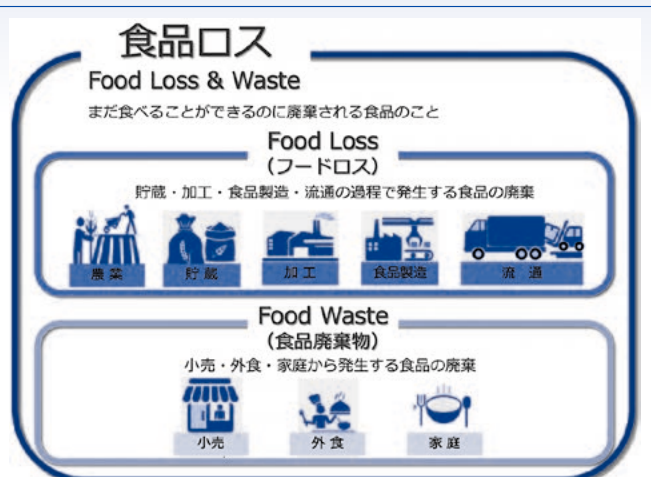 食品ロス
Food Loss & Waste
まだ食べることができるのに廃棄される食品のこと
Food Loss
(フードロス)
貯蔵・加工・食品製造・流通の過程で発生する食品の廃棄
農業 貯蔵 加工 食品製造 流通
Food Waste
(食品廃棄物)
小売・外食・家庭から発生する食品の廃棄
小売 外食 家庭